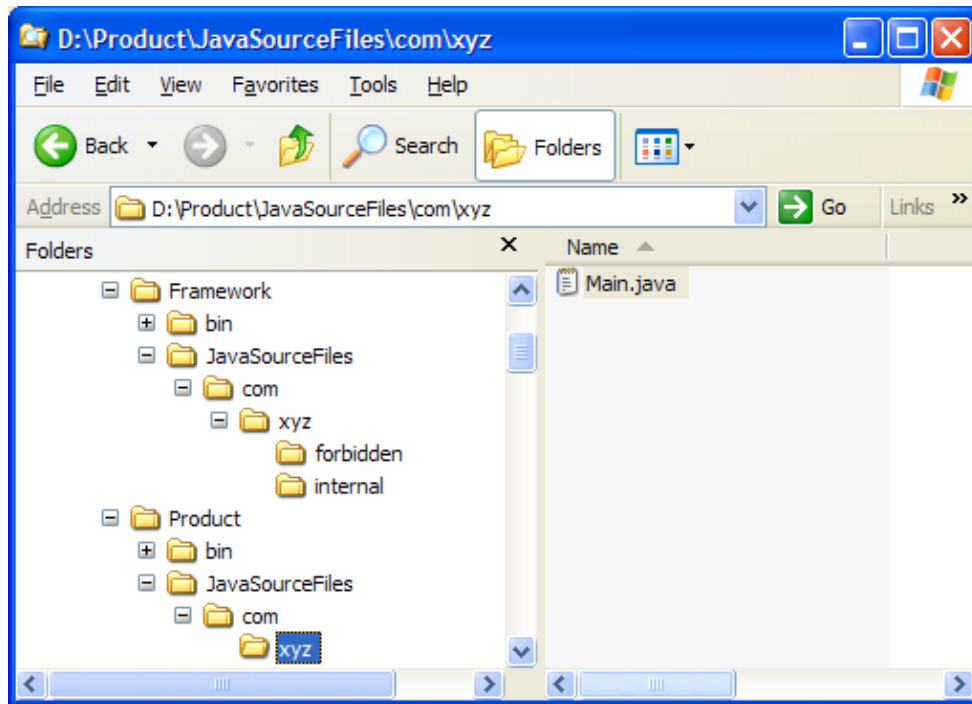 D:\Product\JavaSourceFiles\com\xyz
File Edit View Favorites Tools Help
Back Search Folders
Address D:\Product\JavaSourceFiles\com\xyz Go Links »
Folders
Framework
bin
JavaSourceFiles
com
xyz
forbidden
internal
Product
bin
JavaSourceFiles
com
xyz
Name
Main.java